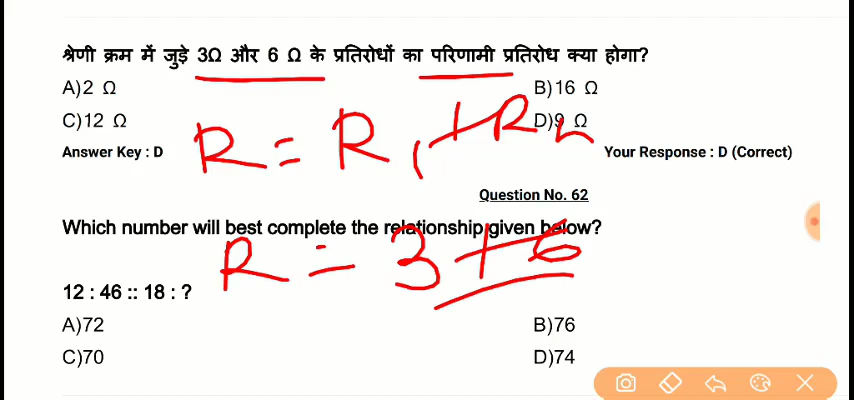 श्रेणी क्रम में जुड़े 3Ω और 6 Ω के प्रतिरोधों का परिणामी प्रतिरोध क्या होगा?
A)2 Ω B)16 Ω
C)12 Ω D)9 Ω
R = R1 + R2
Answer Key : D Your Response : D (Correct)
Question No. 62
Which number will best complete the relationship given below?
R = 3 + 6
12 : 46 :: 18 : ?
A)72 B)76
C)70 D)74